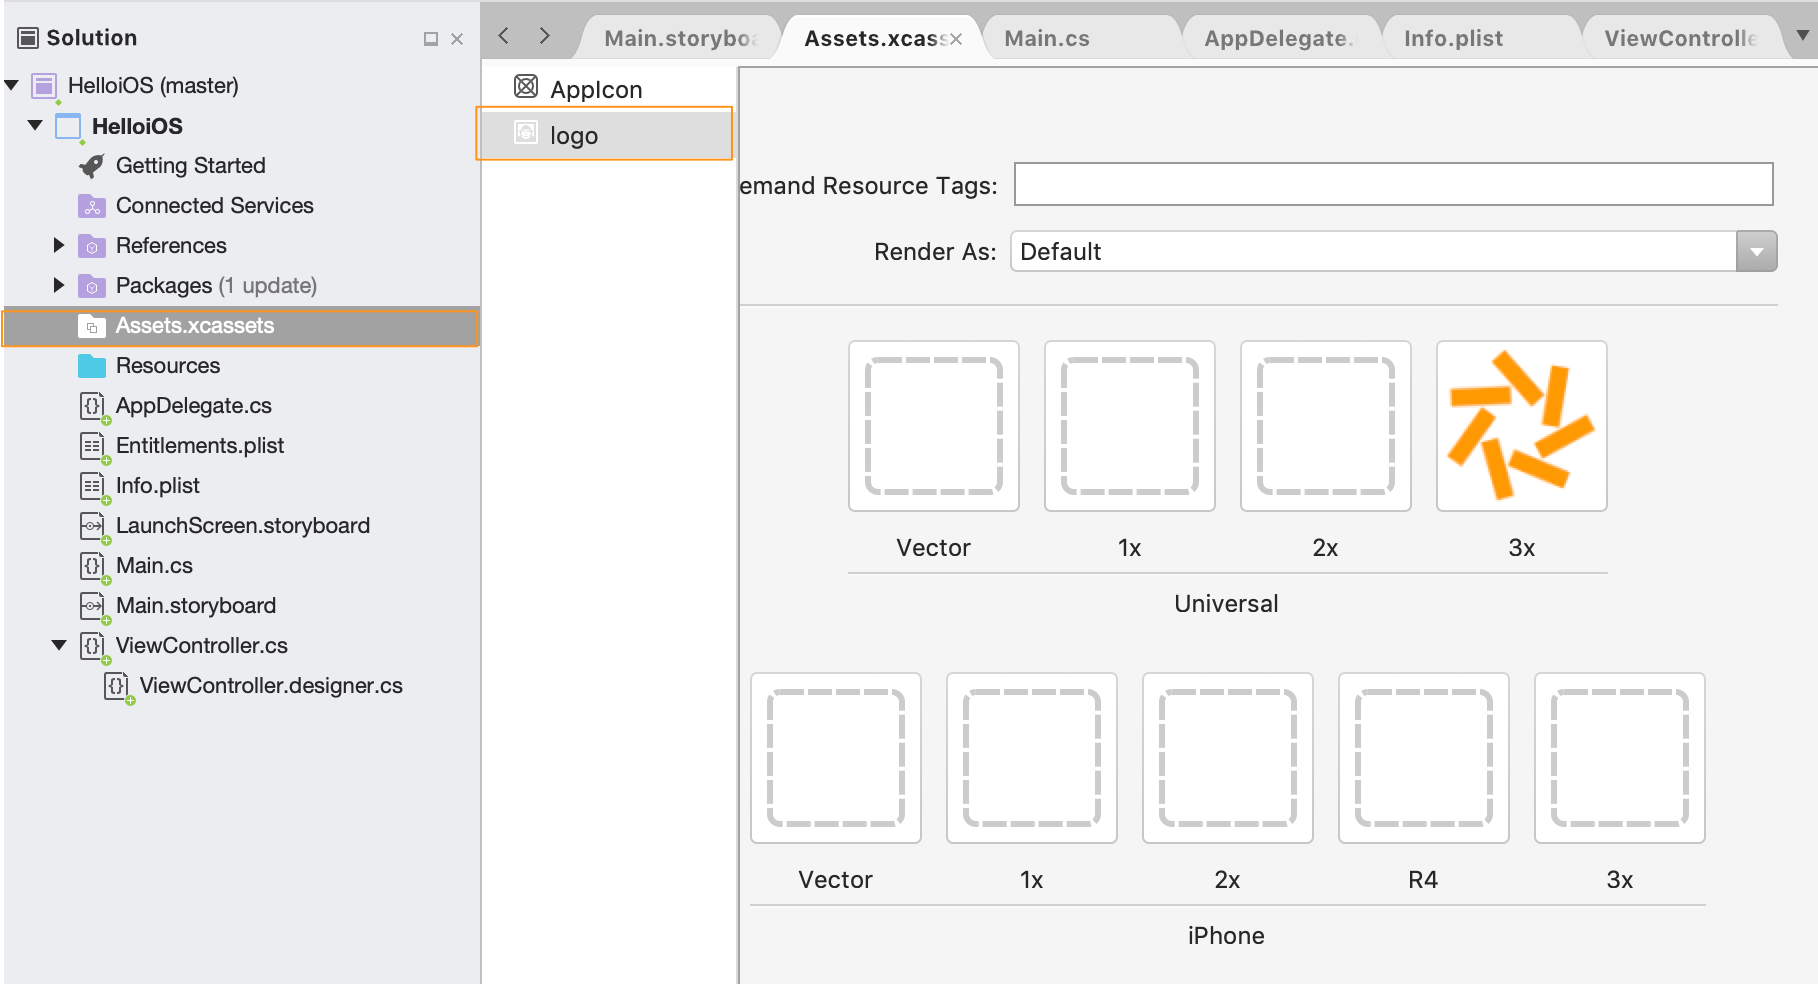 Solution
HelloiOS (master)
HelloiOS
Getting Started
Connected Services
References
Packages (1 update)
Assets.xcassets
Resources
AppDelegate.cs
Entitlements.plist
Info.plist
LaunchScreen.storyboard
Main.cs
Main.storyboard
ViewController.cs
ViewController.designer.cs
Main.storyboa
Assets.xcass
Main.cs
AppDelegate.
Info.plist
ViewControlle
AppIcon
logo
emand Resource Tags:
Render As: Default
Vector 1x 2x 3x
Universal
Vector 1x 2x R4 3x
iPhone